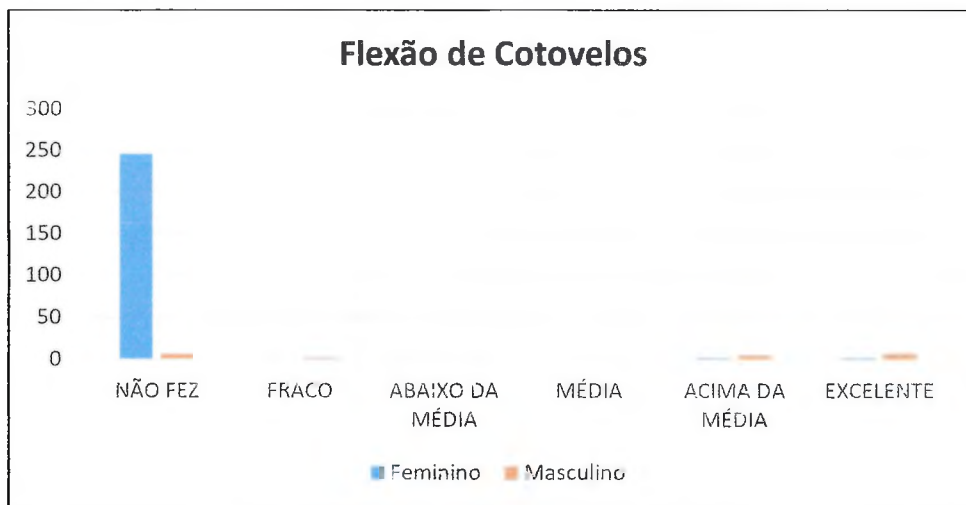 Flexão de Cotovelos
300
250
200
150
100
50
0
NÃO FEZ
FRACO
ABAIXO DA
MÉDIA
MÉDIA
ACIMA DA
MÉDIA
EXCELENTE
Feminino
Masculino